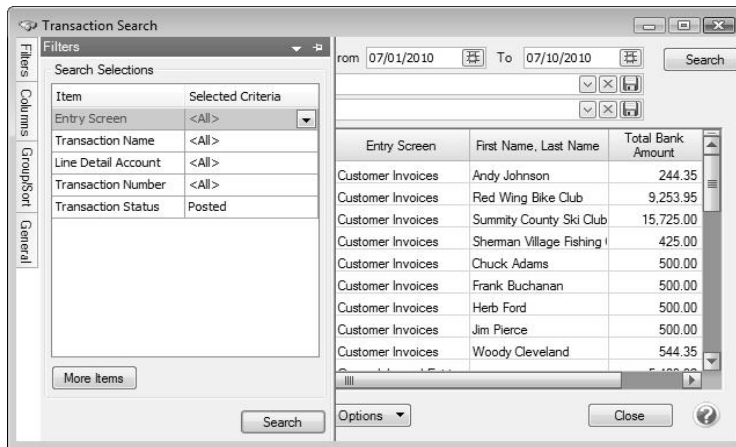 Transaction Search
Filters
Columns
Group/Sort
General
Filters
Search Selections
Item Selected Criteria
Entry Screen <All>
Transaction Name <All>
Line Detail Account <All>
Transaction Number <All>
Transaction Status Posted
More Items
Search
rom 07/01/2010 To 07/10/2010 Search
Entry Screen First Name, Last Name Total Bank Amount
Customer Invoices Andy Johnson 244.35
Customer Invoices Red Wing Bike Club 9,253.95
Customer Invoices Summity County Ski Club 15,725.00
Customer Invoices Sherman Village Fishing 425.00
Customer Invoices Chuck Adams 500.00
Customer Invoices Frank Buchanan 500.00
Customer Invoices Herb Ford 500.00
Customer Invoices Jim Pierce 500.00
Customer Invoices Woody Cleveland 544.35
Options Close